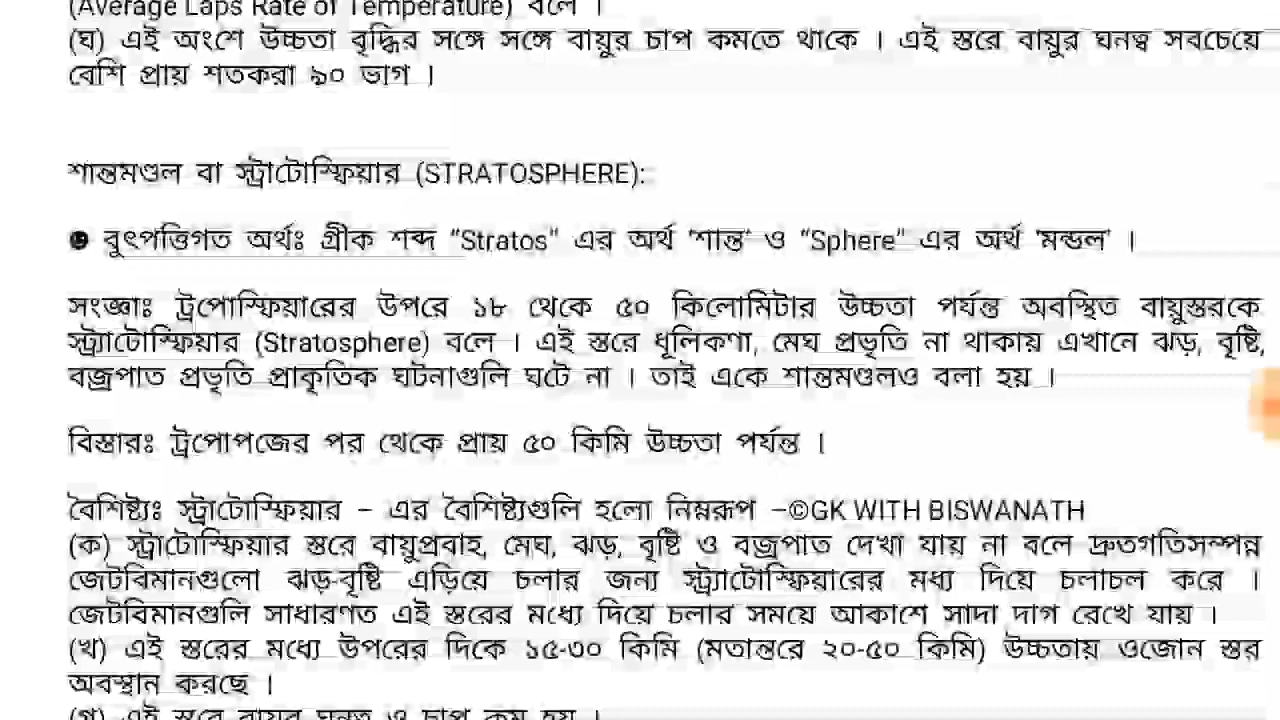 (Average Laps Rate of Temperature) বলে ।
(ঘ) এই অংশে উচ্চতা বৃদ্ধির সঙ্গে সঙ্গে বায়ুর চাপ কমতে থাকে । এই স্তরে বায়ুর ঘনত্ব সবচেয়ে
বেশি প্রায় শতকরা ৯০ ভাগ ।
শান্তমণ্ডল বা স্ট্রাটোস্ফিয়ার (STRATOSPHERE):
● বুৎপত্তিগত অর্থঃ গ্রীক শব্দ “Stratos” এর অর্থ ‘শান্ত’ ও “Sphere” এর অর্থ ‘মন্ডল’ ।
সংজ্ঞাঃ ট্রপোস্ফিয়ারের উপরে ১৮ থেকে ৫০ কিলোমিটার উচ্চতা পর্যন্ত অবস্থিত বায়ুস্তরকে
স্ট্র্যাটোস্ফিয়ার (Stratosphere) বলে । এই স্তরে ধূলিকণা, মেঘ প্রভৃতি না থাকায় এখানে ঝড়, বৃষ্টি,
বজ্রপাত প্রভৃতি প্রাকৃতিক ঘটনাগুলি ঘটে না । তাই একে শান্তমণ্ডলও বলা হয় ।
বিস্তারঃ ট্রপোপজের পর থেকে প্রায় ৫০ কিমি উচ্চতা পর্যন্ত ।
বৈশিষ্ট্যঃ স্ট্রাটোস্ফিয়ার – এর বৈশিষ্ট্যগুলি হলো নিম্নরূপ –©GK WITH BISWANATH
(ক) স্ট্রাটোস্ফিয়ার স্তরে বায়ুপ্রবাহ, মেঘ, ঝড়, বৃষ্টি ও বজ্রপাত দেখা যায় না বলে দ্রুতগতিসম্পন্ন
জেটবিমানগুলো ঝড়-বৃষ্টি এড়িয়ে চলার জন্য স্ট্র্যাটোস্ফিয়ারের মধ্য দিয়ে চলাচল করে ।
জেটবিমানগুলি সাধারণত এই স্তরের মধ্যে দিয়ে চলার সময়ে আকাশে সাদা দাগ রেখে যায় ।
(খ) এই স্তরের মধ্যে উপরের দিকে ১৫-৩০ কিমি (মতান্তরে ২০-৫০ কিমি) উচ্চতায় ওজোন স্তর
অবস্থান করছে ।
(গ) এই স্তরে বায়ুর ঘনত্ব ও চাপ কম হয় ।